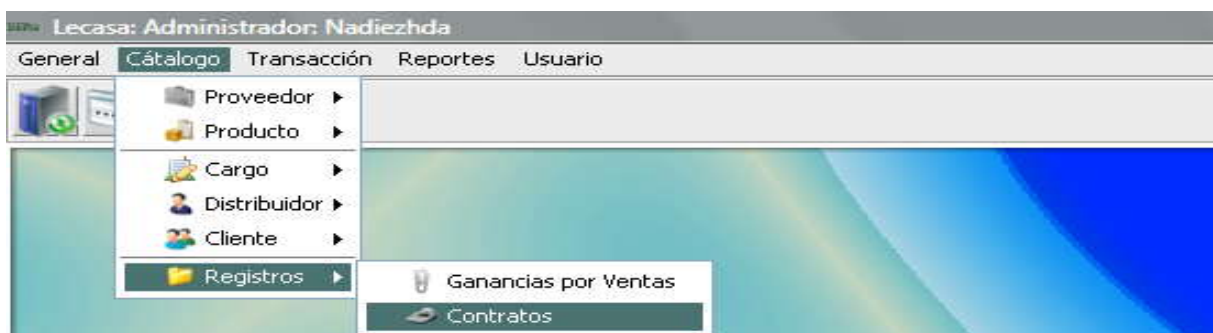 Lecasa: Administrador: Nadiezhda
General Cátalogo Transacción Reportes Usuario
Proveedor
Producto
Cargo
Distribuidor
Cliente
Registros
Ganancias por Ventas
Contratos